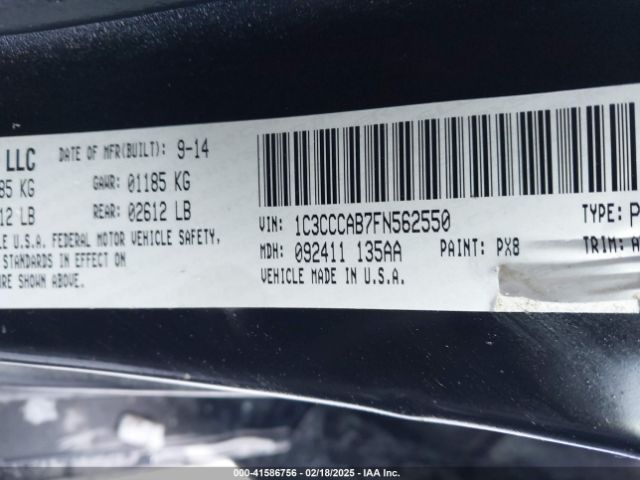 LLC DATE OF MFR(BUILT): 9-14
85 KG GAWR: 01185 KG
12 LB REAR: 02612 LB
LE U.S.A. FEDERAL MOTOR VEHICLE SAFETY,
STANDARDS IN EFFECT ON
URE SHOWN ABOVE.
VIN: 1C3CCCAB7FN562550 TYPE: P
MDH: 092411 135AA PAINT: PX8 TRIM: A
VEHICLE MADE IN U.S.A.
000-41586756 — 02/18/2025 — IAA Inc.